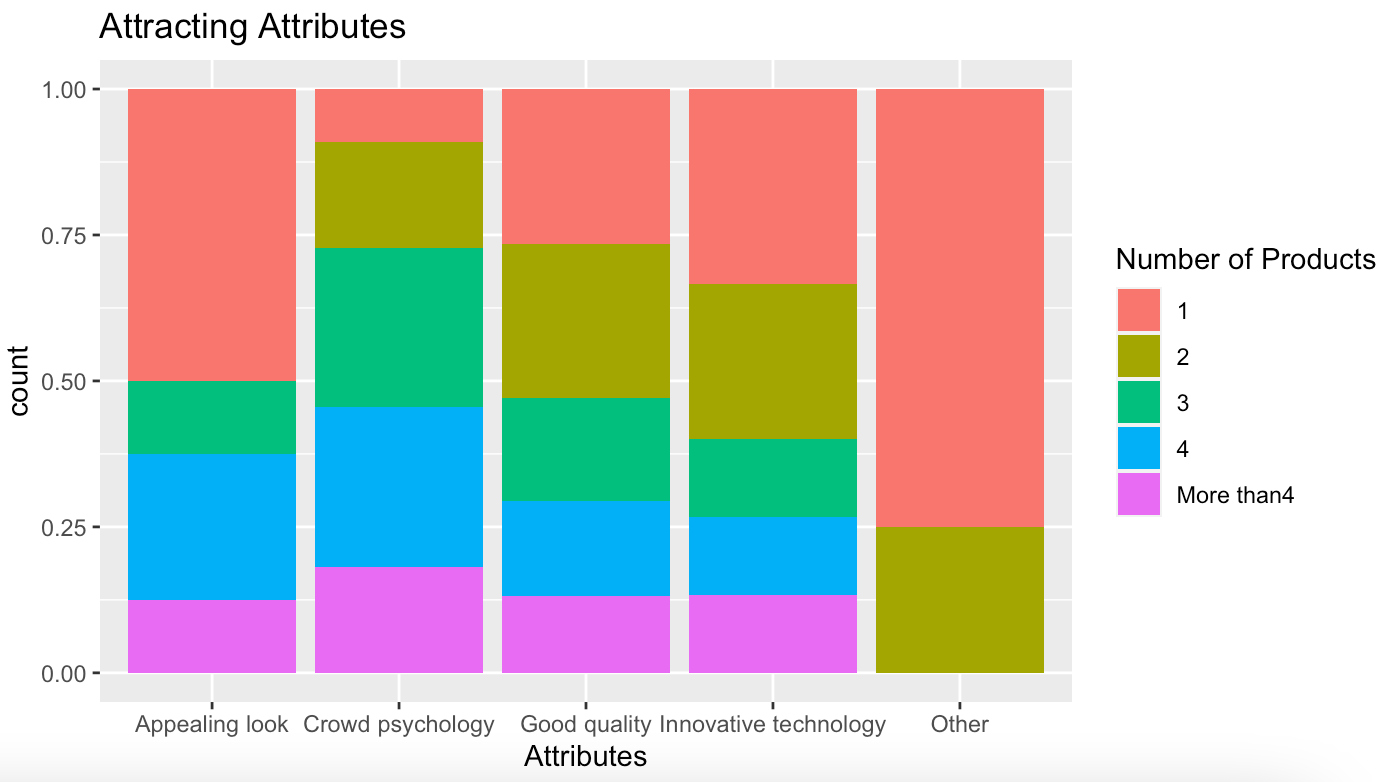 Attracting Attributes
1.00
0.75
0.50
0.25
0.00
count
Appealing look Crowd psychology Good quality Innovative technology Other
Attributes
Number of Products
1
2
3
4
More than4